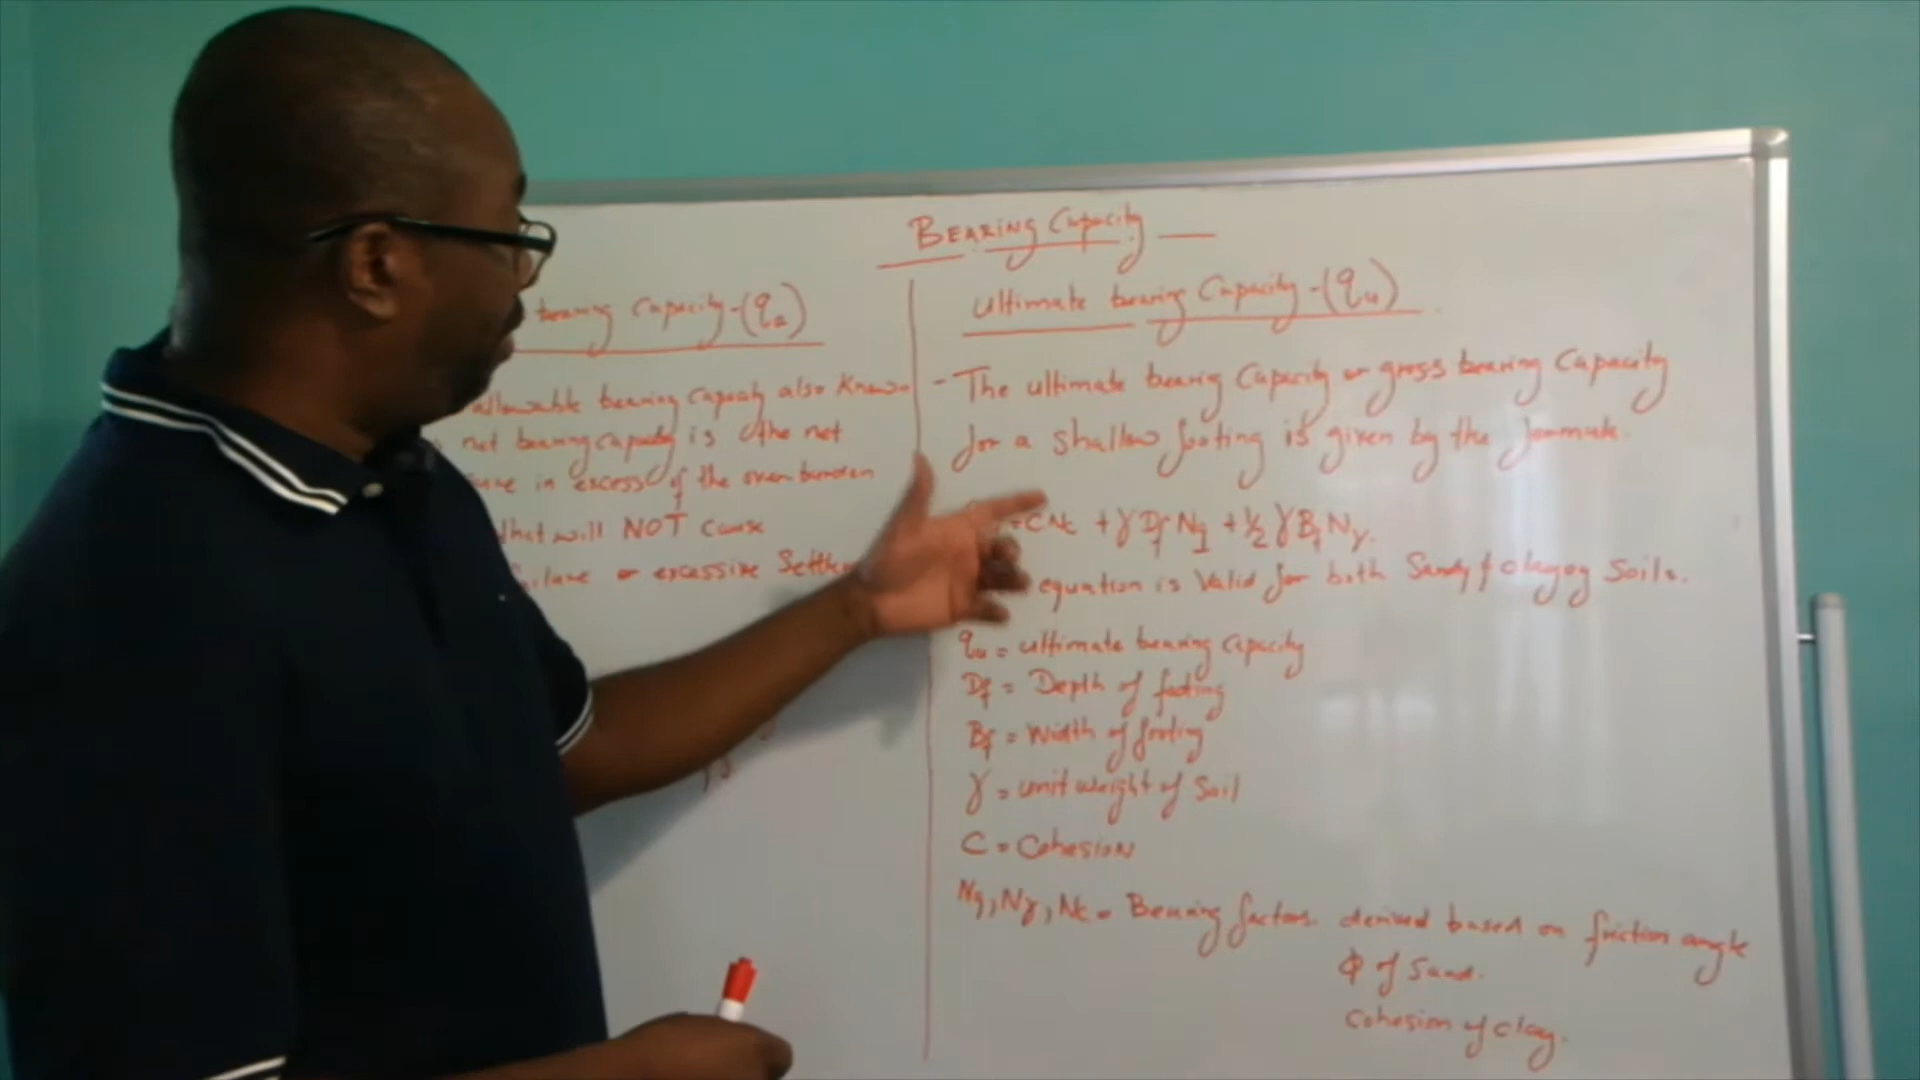 BEARING Capacity
bearing Capacity - (qa)
allowable bearing capacity also known
net bearing capacity is the net
in excess of the overburden
that will NOT cause
failure or excessive Settle
Ultimate bearing Capacity - (qu)
- The ultimate bearing Capacity or gross bearing Capacity
for a shallow footing is given by the formula.
= CNc + γ Df Nq + 1/2 γ Bf Nγ.
equation is Valid for both Sandy & clayey Soils.
qu = ultimate bearing capacity
Df = Depth of footing
Bf = Width of footing
γ = unit weight of Soil
C = Cohesion
Nq, Nγ, Nc = Bearing factors derived based on friction angle
φ of Sand.
Cohesion of clay.